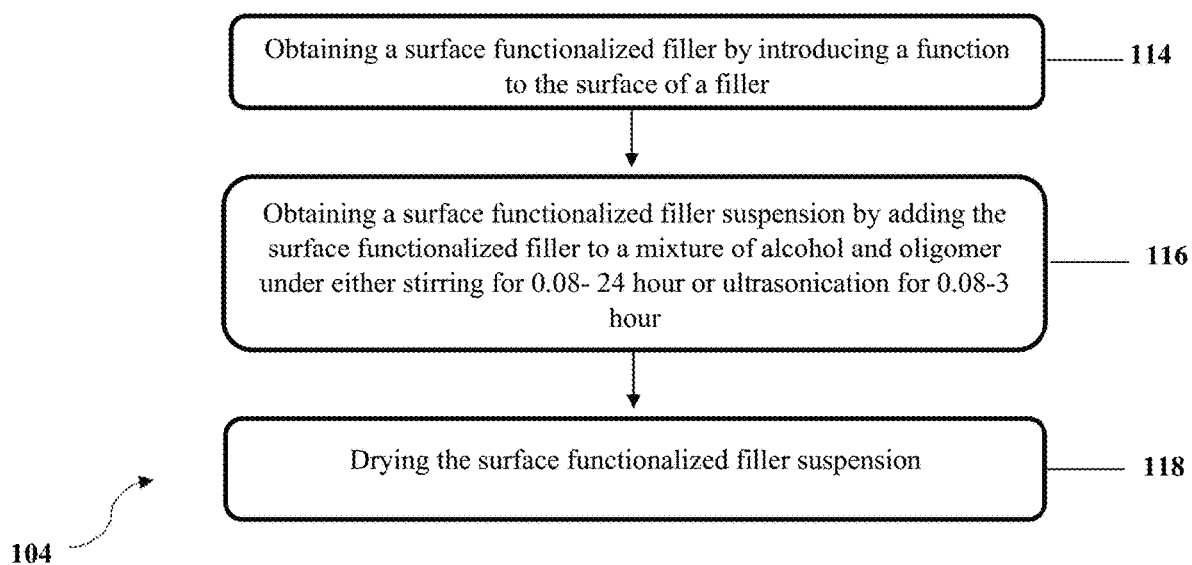 Obtaining a surface functionalized filler by introducing a function
to the surface of a filler
114
Obtaining a surface functionalized filler suspension by adding the
surface functionalized filler to a mixture of alcohol and oligomer
under either stirring for 0.08- 24 hour or ultrasonication for 0.08-3
hour
116
Drying the surface functionalized filler suspension
118
104